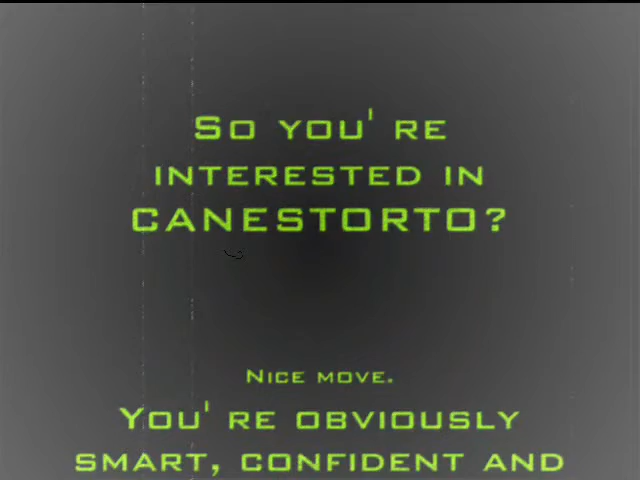 So you're
interested in
CANESTORTO?
Nice move.
You're obviously
smart, confident and